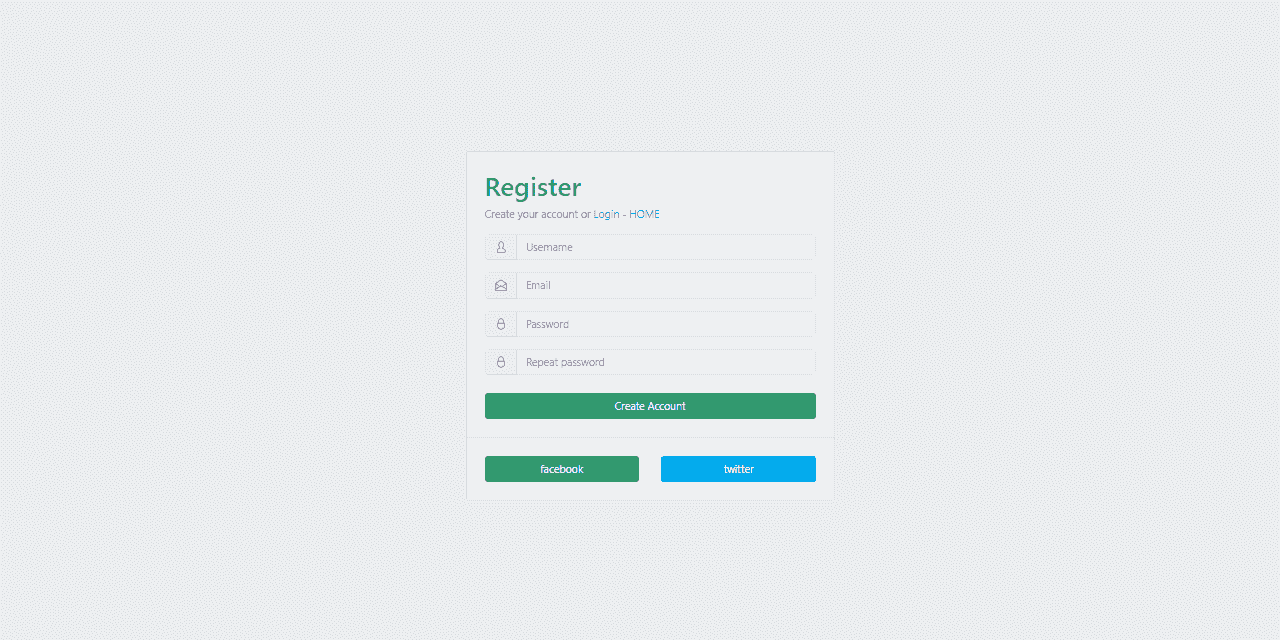 Register
Create your account or Login - HOME
Username
Email
Password
Repeat password
Create Account
facebook
twitter